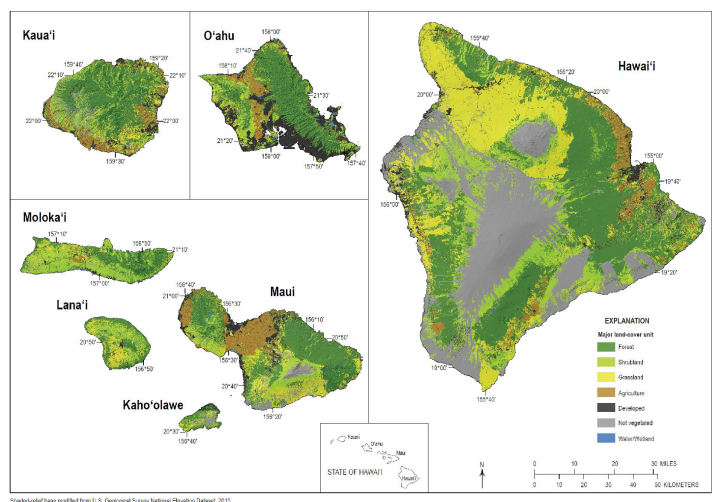 Kaua‘i
159°40'
159°20'
22°10'
22°10'
22°00'
22°00'
159°30'
O‘ahu
158°00'
21°40'
158°10'
21°30'
21°20'
158°00'
157°50'
157°40'
Hawai‘i
155°40'
155°20'
20°00'
20°00'
155°00'
19°40'
156°00'
19°20'
19°00'
155°40'
Moloka‘i
157°10'
156°50'
21°10'
157°00'
Lana‘i
20°50'
156°50'
Maui
156°40'
21°00'
156°30'
156°10'
20°50'
156°30'
20°40'
156°20'
Kaho‘olawe
20°30'
156°40'
EXPLANATION
Major land-cover unit
Forest
Shrubland
Grassland
Agriculture
Developed
Not vegetated
Water/Wetland
Kauai
O‘ahu
Maui
STATE OF HAWAI‘I
Hawai‘i
N
0 10 20 30 MILES
0 10 20 30 40 50 KILOMETERS
Shaded-relief base modified from U.S. Geological Survey National Elevation Dataset, 2015